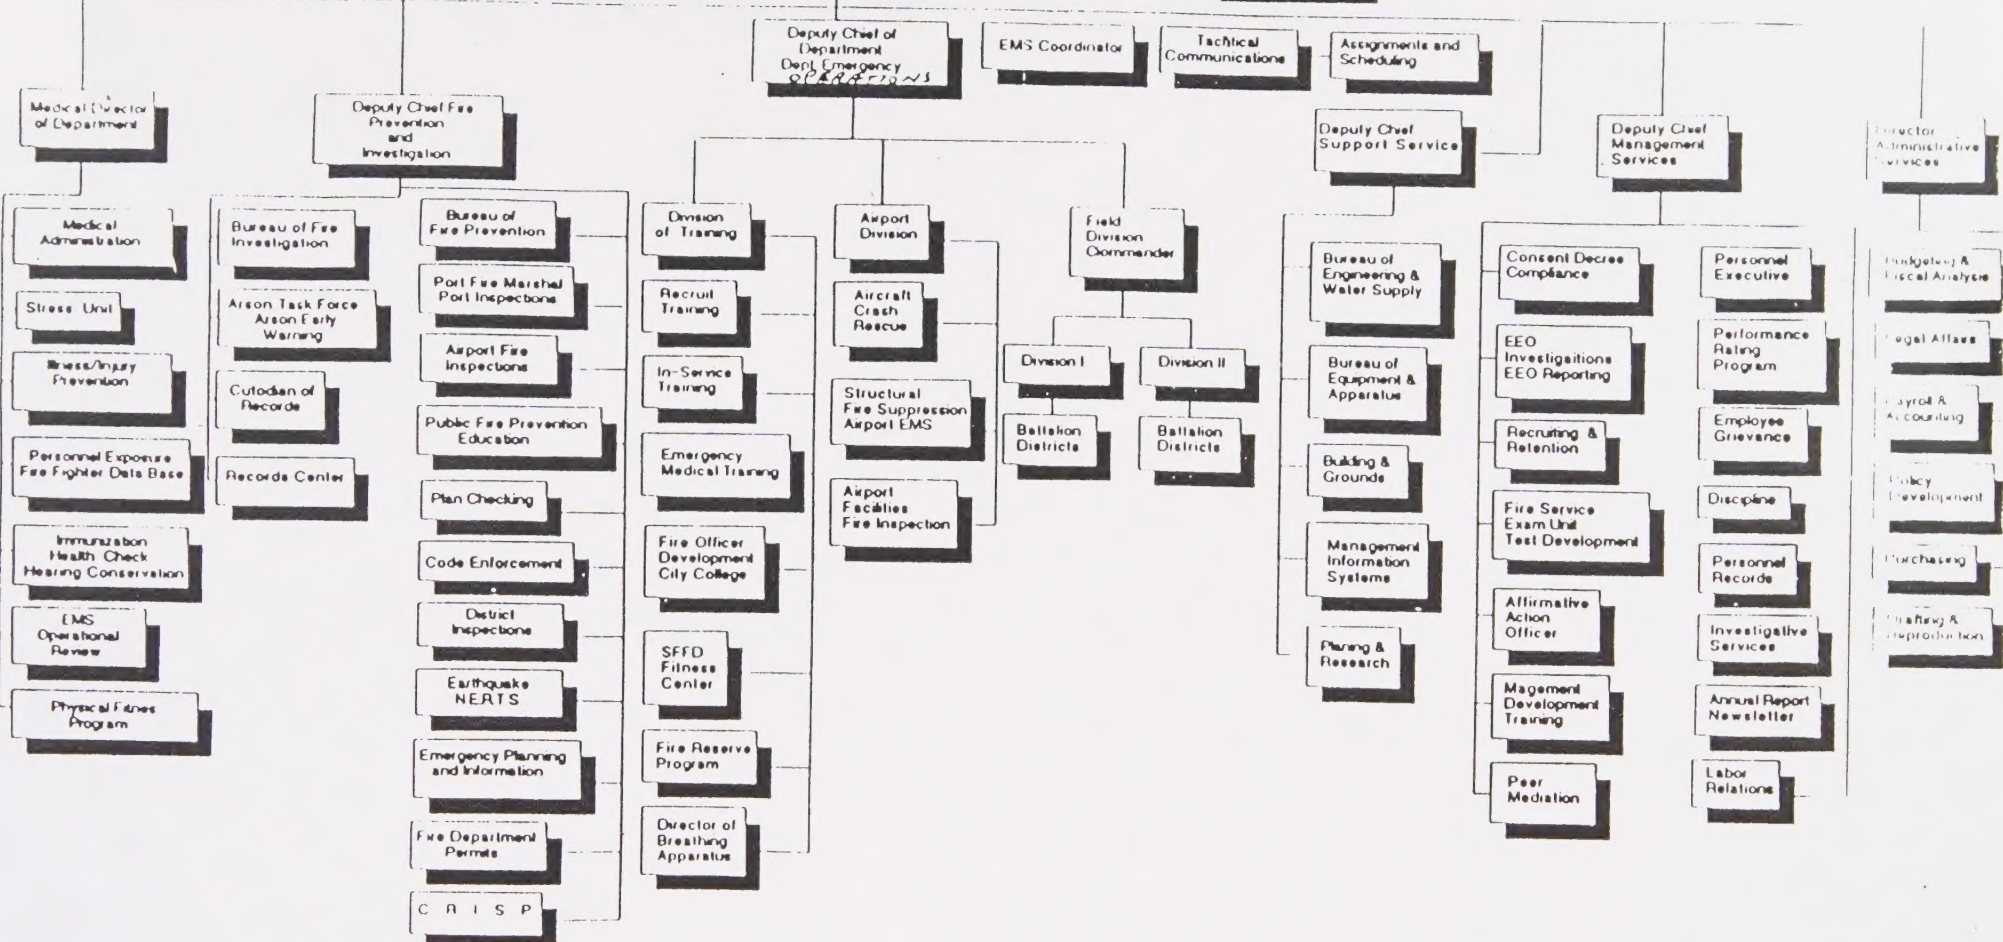 Deputy Chief of
Department
Dept Emergency
OPERATIONS
EMS Coordinator
Tachtical
Communications
Assignments and
Scheduling
Medical Director
of Department
Deputy Chief Fire
Prevention
and
Investigation
Deputy Chief
Support Service
Deputy Chief
Management
Services
Director
Administrative
Services
Medical
Administration
Stress Unit
Illness/Injury
Prevention
Personnel Exposure
Fire Fighter Data Base
Immunization
Health Check
Hearing Conservation
EMS
Operational
Review
Physical Fitnes
Program
Bureau of Fire
Investigation
Arson Task Force
Arson Early
Warning
Cutodian of
Records
Records Center
Bureau of
Fire Prevention
Port Fire Marshal
Port Inspections
Airport Fire
Inspections
Public Fire Prevention
Education
Plan Checking
Code Enforcement
District
Inspections
Earthquake
NERTS
Emergency Planning
and Information
Fire Department
Permits
C R I S P
Division
of Training
Recruit
Training
In-Service
Training
Emergency
Medical Training
Fire Officer
Development
City College
SFFD
Fitness
Center
Fire Reserve
Program
Director of
Breathing
Apparatus
Airport
Division
Aircraft
Crash
Rescue
Structural
Fire Suppression
Airport EMS
Airport
Facilities
Fire Inspection
Field
Division
Commander
Division I
Division II
Battalion
Districts
Battalion
Districts
Bureau of
Engineering &
Water Supply
Bureau of
Equipment &
Apparatus
Building &
Grounds
Management
Information
Systems
Planing &
Research
Consent Decree
Compliance
EEO
Investigaitions
EEO Reporting
Recruiting &
Retention
Fire Service
Exam Unit
Test Development
Affirmative
Action
Officer
Magement
Development
Training
Peer
Mediation
Personnel
Executive
Performance
Rating
Program
Employee
Grievance
Discipline
Personnel
Records
Investigative
Services
Annual Report
Newsletter
Labor
Relations
Budgeting &
Fiscal Analysis
Legal Affairs
Payroll &
Accounting
Policy
Development
Purchasing
Drafting &
Reproduction